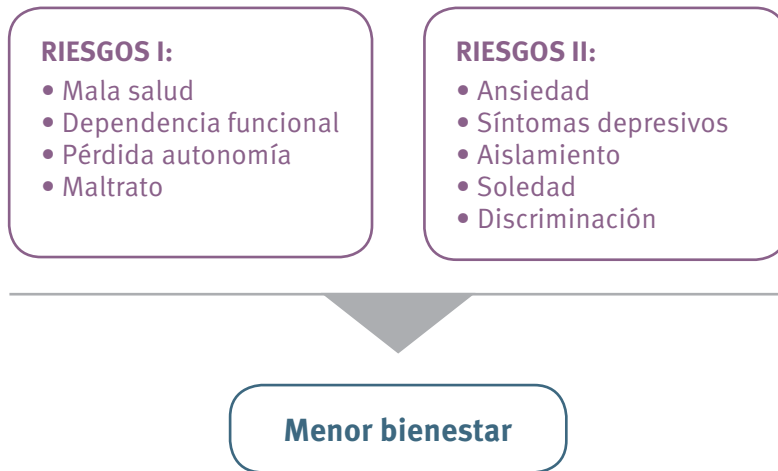 RIESGOS I:
• Mala salud
• Dependencia funcional
• Pérdida autonomía
• Maltrato
RIESGOS II:
• Ansiedad
• Síntomas depresivos
• Aislamiento
• Soledad
• Discriminación
Menor bienestar